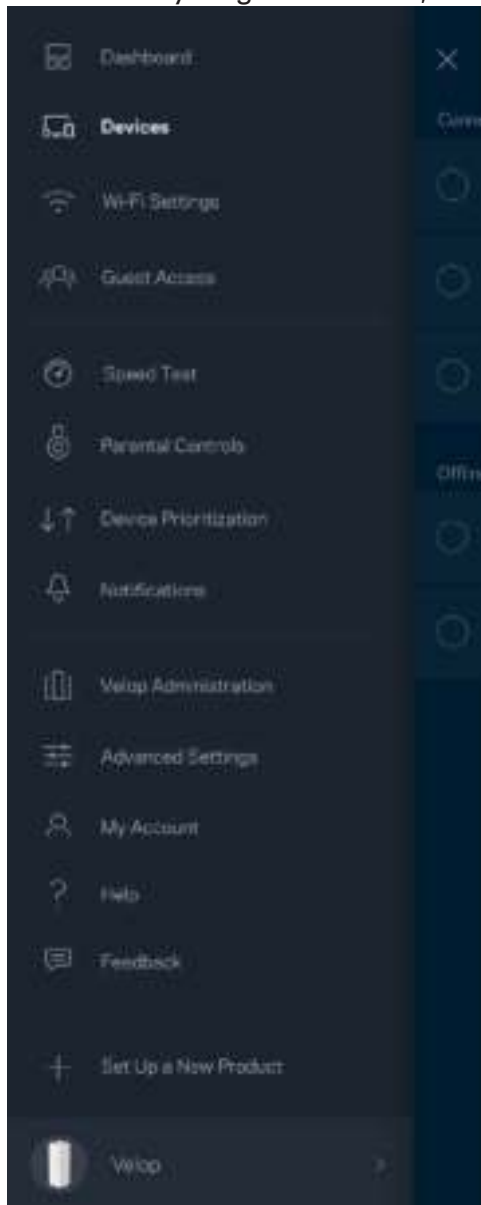 Dashboard
Devices
Wi-Fi Settings
Guest Access
Speed Test
Parental Controls
Device Prioritization
Notifications
Velop Administration
Advanced Settings
My Account
Help
Feedback
Set Up a New Product
Velop